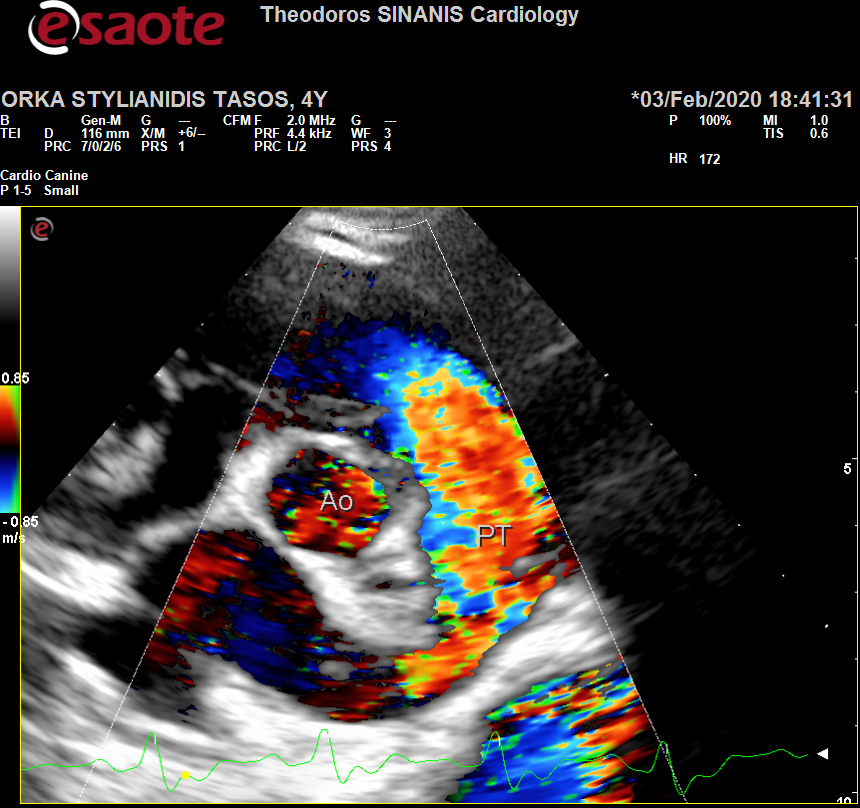 esaote
Theodoros SINANIS Cardiology
ORKA STYLIANIDIS TASOS, 4Y
*03/Feb/2020 18:41:31
B Gen-M G --- CFM F 2.0 MHz G --- P 100% MI 1.0
TEI D 116 mm X/M +6/-- PRF 4.4 kHz WF 3 TIS 0.6
PRC 7/0/2/6 PRS 1 PRC L/2 PRS 4
HR 172
Cardio Canine
P 1-5 Small
e
0.85
5
Ao
- 0.85
m/s
PT
10